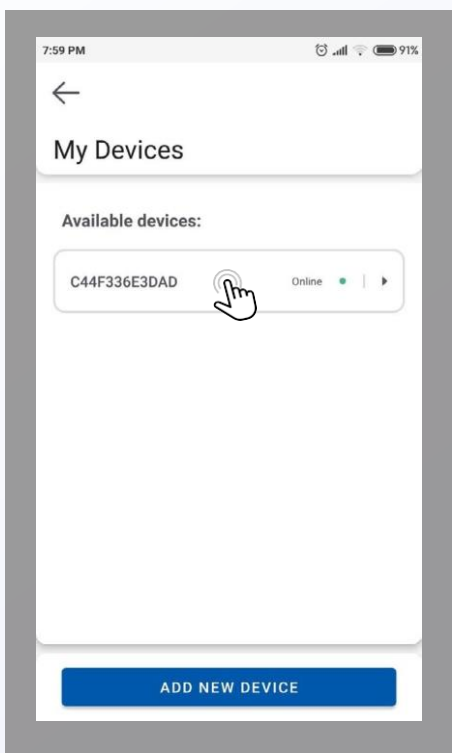 7:59 PM 91%
My Devices
Available devices:
C44F336E3DAD Online
ADD NEW DEVICE